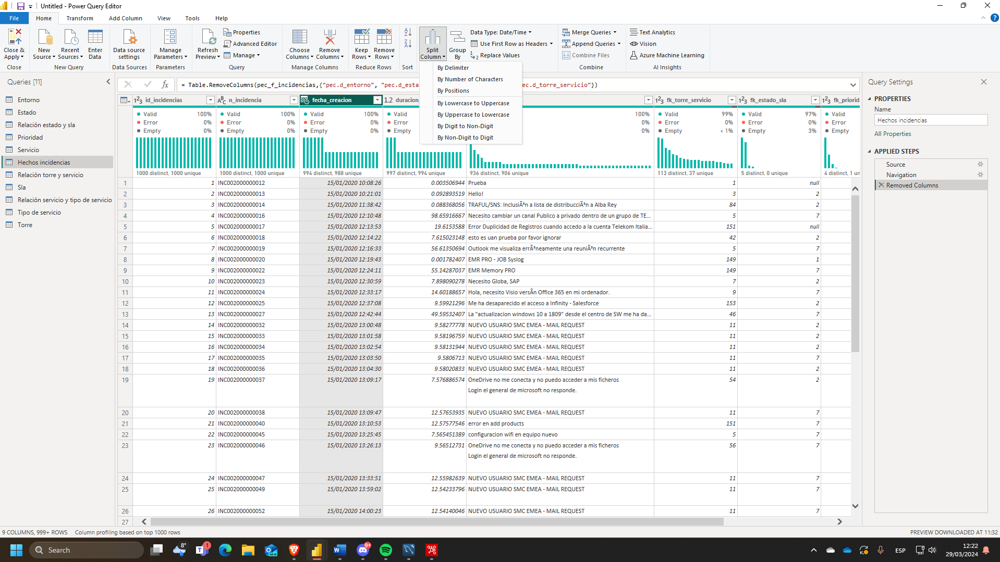 Untitled - Power Query Editor
File Home Transform Add Column View Tools Help
Close & Apply
Close
New Source
Recent Sources
Enter Data
New Query
Data source settings
Data Sources
Manage Parameters
Parameters
Refresh Preview
Properties
Advanced Editor
Manage
Query
Choose Columns
Remove Columns
Manage Columns
Keep Rows
Remove Rows
Reduce Rows
Sort
Split Column
Group By
Data Type: Date/Time
Use First Row as Headers
Replace Values
Merge Queries
Append Queries
Combine Files
Combine
Text Analytics
Vision
Azure Machine Learning
AI Insights
By Delimiter
By Number of Characters
By Positions
By Lowercase to Uppercase
By Uppercase to Lowercase
By Digit to Non-Digit
By Non-Digit to Digit
Queries [11]
Entorno
Estado
Relación estado y sla
Prioridad
Servicio
Hechos incidencias
Relación torre y servicio
Sla
Relación servicio y tipo de servicio
Tipo de servicio
Torre
fx = Table.RemoveColumns(pec_f_incidencias,{"pec.d_entorno", "pec.d_esta c.d_torre_servicio"})
1 2 3 id_incidencias ABC n_incidencia fecha_creacion 1.2 duracion 1 2 3 fk_torre_servicio 1 2 3 fk_estado_sla 1 2 3 fk_priorid
Valid 100% Valid 100% Valid 100% Valid 100% Valid 99% Valid 97% Valid
Error 0% Error 0% Error 0% Error 0% Error 0% Error 0% Error
Empty 0% Empty 0% Empty 0% Empty 0% Empty < 1% Empty 3% Empty
1000 distinct, 1000 unique 1000 distinct, 1000 unique 994 distinct, 988 unique 997 distinct, 994 unique 936 distinct, 906 unique 113 distinct, 37 unique 5 distinct, 0 unique 4 distinct, 1 un
1 1 INC002000000012 15/01/2020 10:08:26 0.003506944 Prueba 1 null
2 2 INC002000000013 15/01/2020 10:21:01 0.092893519 Hello! 3 2
3 3 INC002000000014 15/01/2020 11:38:42 0.088368056 TRAFUL/SNS: InclusiÃ³n a lista de distribucciÃ³n a Alba Rey 84 2
4 4 INC002000000016 15/01/2020 12:10:48 98.65916667 Necesito cambiar un canal Publico a privado dentro de un grupo de TE... 5 7
5 5 INC002000000017 15/01/2020 12:13:53 19.6153588 Error Duplicidad de Registros cuando accedo a la cuenta Telekom Italia... 151 null
6 6 INC002000000018 15/01/2020 12:14:22 7.615023148 esto es uan prueba por favor ignorar 42 2
7 7 INC002000000019 15/01/2020 12:16:33 56.61350694 Outlook me visualiza errÃ³neamente una reuniÃ³n recurrente 5 7
8 8 INC002000000020 15/01/2020 12:19:43 0.001782407 EMR PRO - JOB Syslog 149 1
9 9 INC002000000022 15/01/2020 12:24:11 55.14287037 EMR Memory PRO 149 7
10 10 INC002000000023 15/01/2020 12:30:59 7.898090278 Necesito Globa, SAP 7 2
11 11 INC002000000024 15/01/2020 12:33:17 14.60188657 Hola, necesito Visio versÃn Office 365 en mi ordenador. 9 7
12 12 INC002000000025 15/01/2020 12:37:08 9.59921296 Me ha desaparecido el acceso a Infinity - Salesforce 153 2
13 13 INC002000000027 15/01/2020 12:42:44 49.59532407 La "actualizacion windows 10 a 1809" desde el centro de SW me ha da... 46 7
14 14 INC002000000032 15/01/2020 13:00:48 9.58277778 NUEVO USUARIO SMC EMEA - MAIL REQUEST 11 2
15 15 INC002000000033 15/01/2020 13:01:58 9.58196759 NUEVO USUARIO SMC EMEA - MAIL REQUEST 11 2
16 16 INC002000000034 15/01/2020 13:02:54 9.58131944 NUEVO USUARIO SMC EMEA - MAIL REQUEST 11 2
17 17 INC002000000035 15/01/2020 13:03:50 9.5806713 NUEVO USUARIO SMC EMEA - MAIL REQUEST 11 7
18 18 INC002000000036 15/01/2020 13:04:30 9.58020833 NUEVO USUARIO SMC EMEA - MAIL REQUEST 11 2
19 19 INC002000000037 15/01/2020 13:09:17 7.576886574 OneDrive no me conecta y no puedo acceder a mis ficheros 54 2
Login el general de microsoft no responde.
20 20 INC002000000038 15/01/2020 13:09:47 12.57653935 NUEVO USUARIO SMC EMEA - MAIL REQUEST 11 7
21 21 INC002000000040 15/01/2020 13:10:53 12.57577546 error en add products 151 7
22 22 INC002000000045 15/01/2020 13:25:45 7.565451389 configuracion wifi en equipo nuevo 5 7
23 23 INC002000000046 15/01/2020 13:26:13 9.56512731 OneDrive no me conecta y no puedo acceder a mis ficheros 56 7
Login el general de microsoft no responde.
24 24 INC002000000047 15/01/2020 13:33:51 12.55982639 NUEVO USUARIO SMC EMEA - MAIL REQUEST 11 7
25 25 INC002000000049 15/01/2020 13:59:02 12.54233796 NUEVO USUARIO SMC EMEA - MAIL REQUEST 11 7
26 26 INC002000000052 15/01/2020 14:00:23 12.54140046 NUEVO USUARIO SMC EMEA - MAIL REQUEST 11 7
27
Query Settings
PROPERTIES
Name
Hechos incidencias
All Properties
APPLIED STEPS
Source
Navigation
Removed Columns
9 COLUMNS, 999+ ROWS Column profiling based on top 1000 rows PREVIEW DOWNLOADED AT 11:32
Search 8° 1 NEW 9+ ESP 12:22
29/03/2024